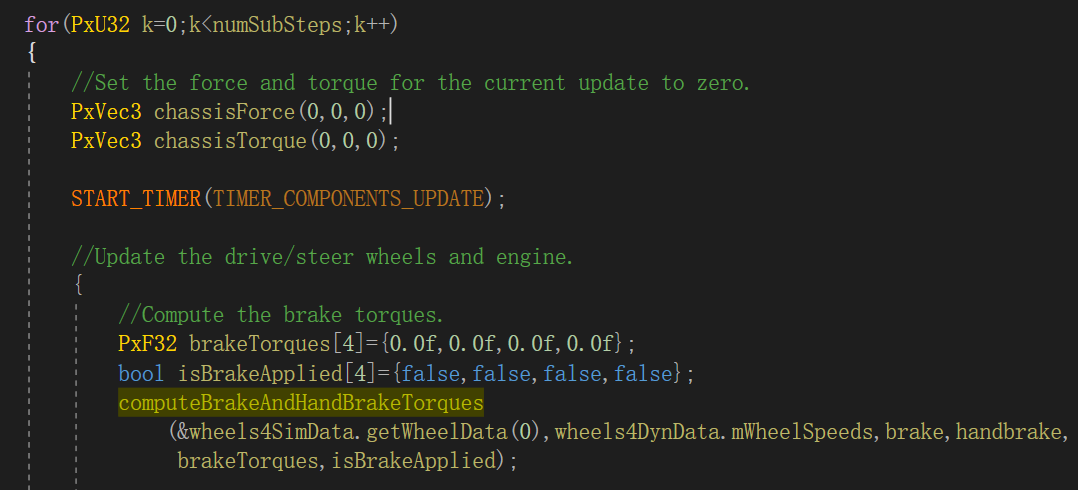 for(PxU32 k=0;k<numSubSteps;k++)
{
//Set the force and torque for the current update to zero.
PxVec3 chassisForce(0,0,0);
PxVec3 chassisTorque(0,0,0);
START_TIMER(TIMER_COMPONENTS_UPDATE);
//Update the drive/steer wheels and engine.
{
//Compute the brake torques.
PxF32 brakeTorques[4]={0.0f,0.0f,0.0f,0.0f};
bool isBrakeApplied[4]={false,false,false,false};
computeBrakeAndHandBrakeTorques
(&wheels4SimData.getWheelData(0),wheels4DynData.mWheelSpeeds,brake,handbrake,
brakeTorques,isBrakeApplied);